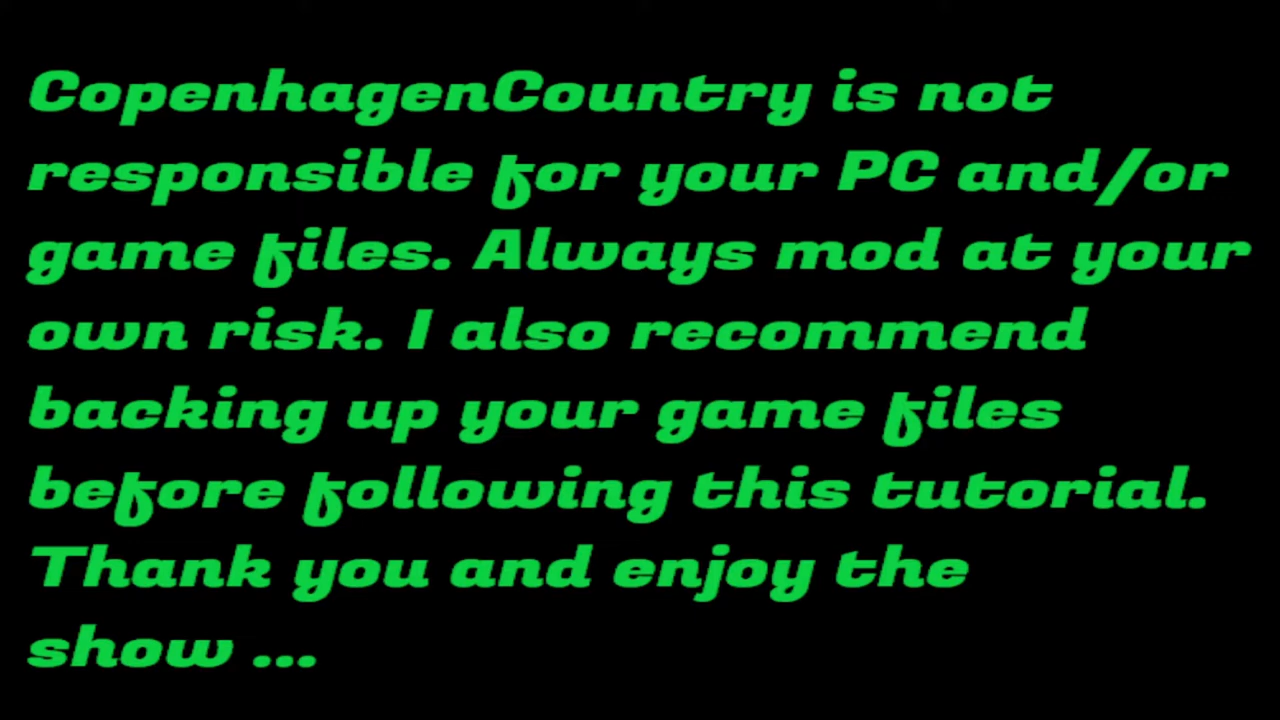 CopenhagenCountry is not
responsible for your PC and/or
game files. Always mod at your
own risk. I also recommend
backing up your game files
before following this tutorial.
Thank you and enjoy the
show ...